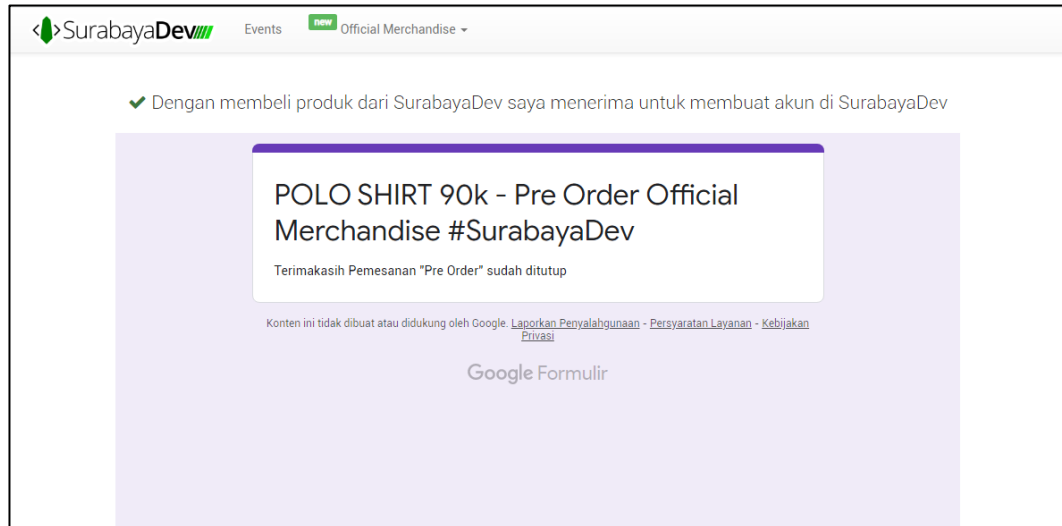 <>SurabayaDev Events new Official Merchandise
Dengan membeli produk dari SurabayaDev saya menerima untuk membuat akun di SurabayaDev
POLO SHIRT 90k - Pre Order Official
Merchandise #SurabayaDev
Terimakasih Pemesanan "Pre Order" sudah ditutup
Konten ini tidak dibuat atau didukung oleh Google. Laporkan Penyalahgunaan - Persyaratan Layanan - Kebijakan
Privasi
Google Formulir